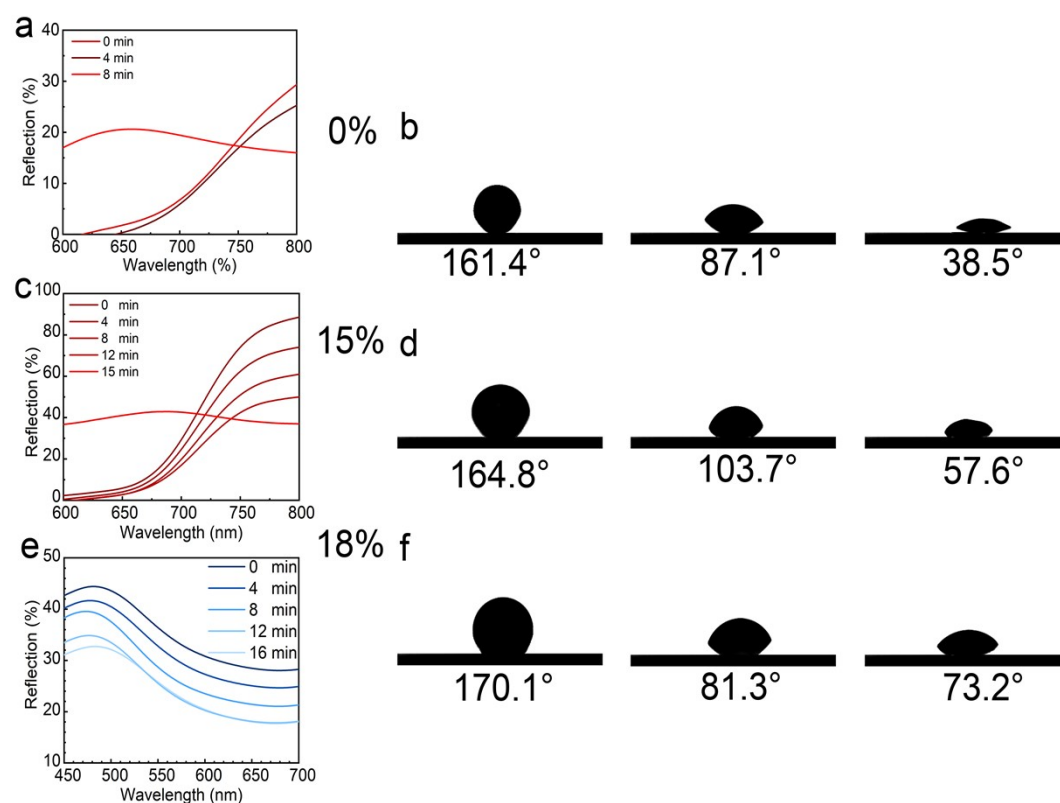 a
40
30
20
10
0
Reflection (%)
0 min
4 min
8 min
600 650 700 750 800
Wavelength (%)
0% b
161.4° 87.1° 38.5°
c
100
80
60
40
20
0
Reflection (%)
0 min
4 min
8 min
12 min
15 min
600 650 700 750 800
Wavelength (nm)
15% d
164.8° 103.7° 57.6°
e
50
40
30
20
10
Reflection (%)
0 min
4 min
8 min
12 min
16 min
450 500 550 600 650 700
Wavelength (nm)
18% f
170.1° 81.3° 73.2°